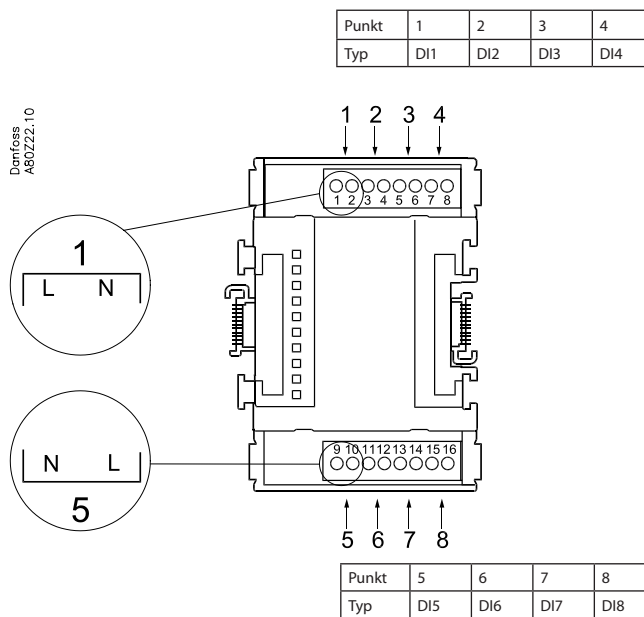 Punkt 1 2 3 4
Typ DI1 DI2 DI3 DI4
Danfoss
A80Z22.10
1 2 3 4
1 2 3 4 5 6 7 8
1
L N
9 10 11 12 13 14 15 16
N L
5
5 6 7 8
Punkt 5 6 7 8
Typ DI5 DI6 DI7 DI8